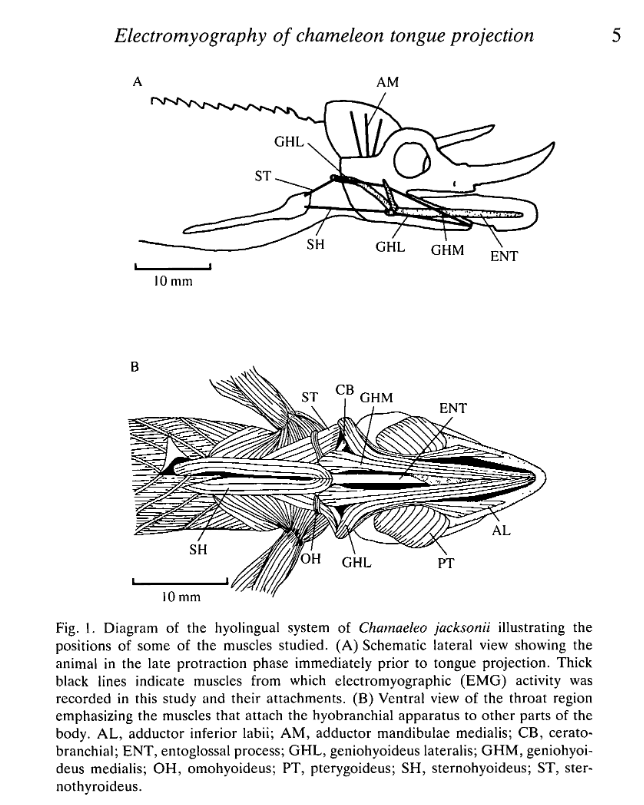 Electromyography of chameleon tongue projection 5
A
AM
GHL
ST
SH
GHL
GHM
ENT
10 mm
B
ST
CB
GHM
ENT
SH
OH
GHL
PT
AL
10 mm
Fig. 1. Diagram of the hyolingual system of Chamaeleo jacksonii illustrating the
positions of some of the muscles studied. (A) Schematic lateral view showing the
animal in the late protraction phase immediately prior to tongue projection. Thick
black lines indicate muscles from which electromyographic (EMG) activity was
recorded in this study and their attachments. (B) Ventral view of the throat region
emphasizing the muscles that attach the hyobranchial apparatus to other parts of the
body. AL, adductor inferior labii; AM, adductor mandibulae medialis; CB, cerato-
branchial; ENT, entoglossal process; GHL, geniohyoideus lateralis; GHM, geniohyoi-
deus medialis; OH, omohyoideus; PT, pterygoideus; SH, sternohyoideus; ST, ster-
nothyroideus.